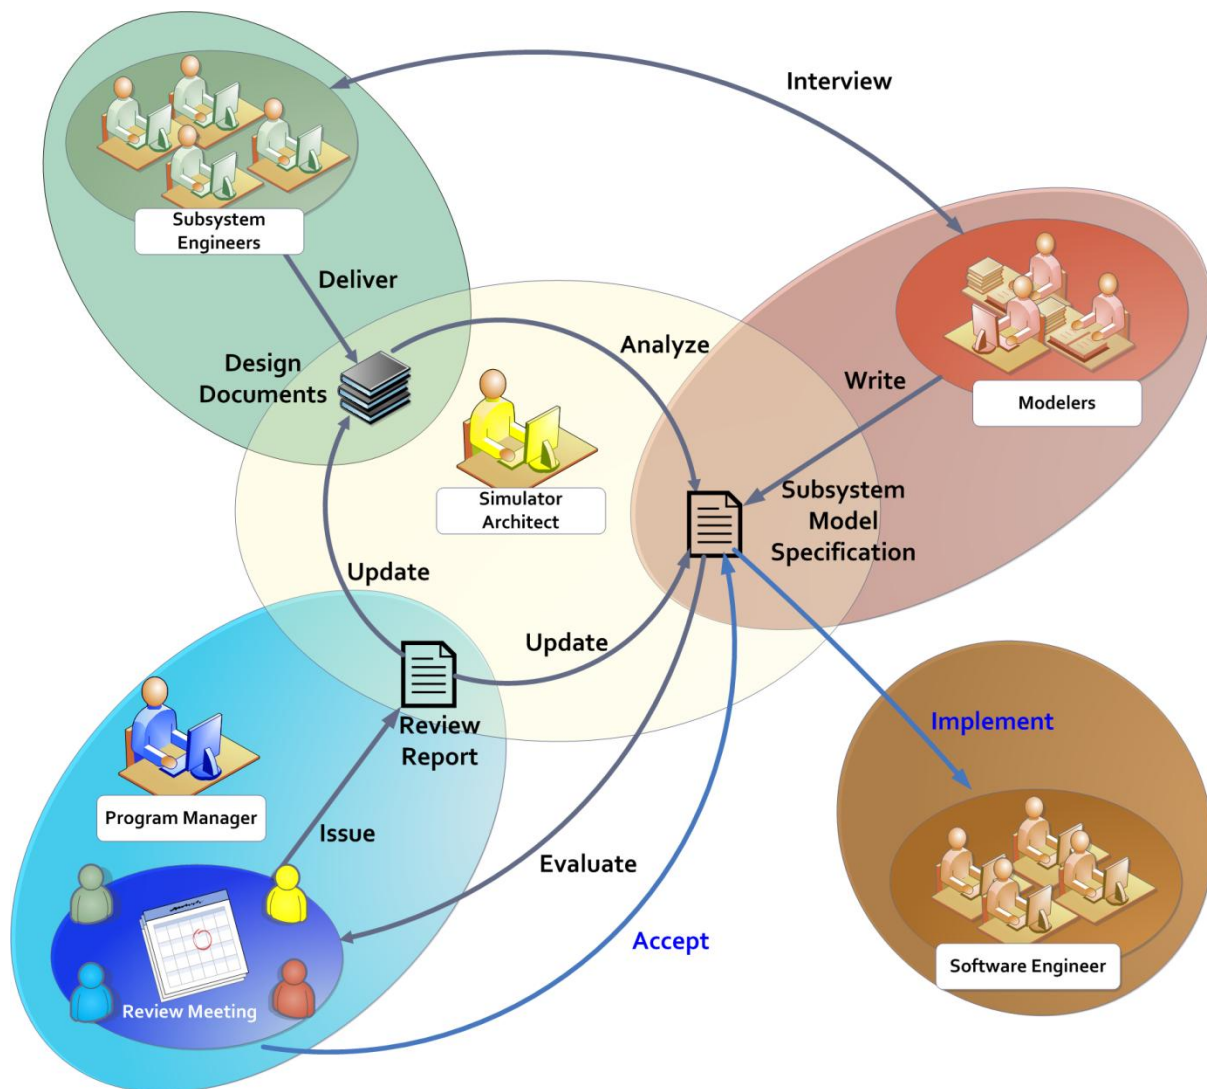 Interview
Subsystem
Engineers
Deliver
Design
Documents
Analyze
Write
Modelers
Simulator
Architect
Subsystem
Model
Specification
Update
Update
Review
Report
Implement
Program Manager
Issue
Evaluate
Accept
Review Meeting
Software Engineer